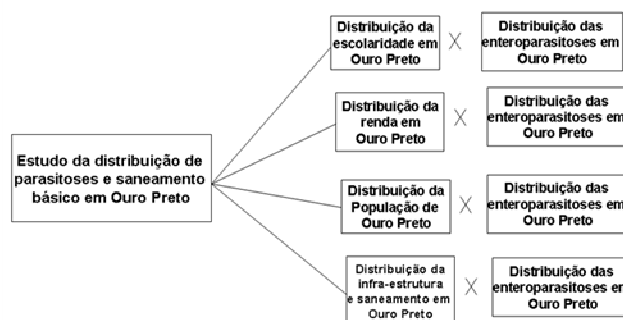 Distribuição da
escolaridade em
Ouro Preto
X
Distribuição das
enteroparasitoses em
Ouro Preto
Distribuição da
renda em
Ouro Preto
X
Distribuição das
enteroparasitoses em
Ouro Preto
Estudo da distribuição de
parasitoses e saneamento
básico em Ouro Preto
Distribuição da
População de
Ouro Preto
X
Distribuição das
enteroparasitoses em
Ouro Preto
Distribuição da
infra-estrutura
e saneamento em
Ouro Preto
X
Distribuição das
enteroparasitoses em
Ouro Preto